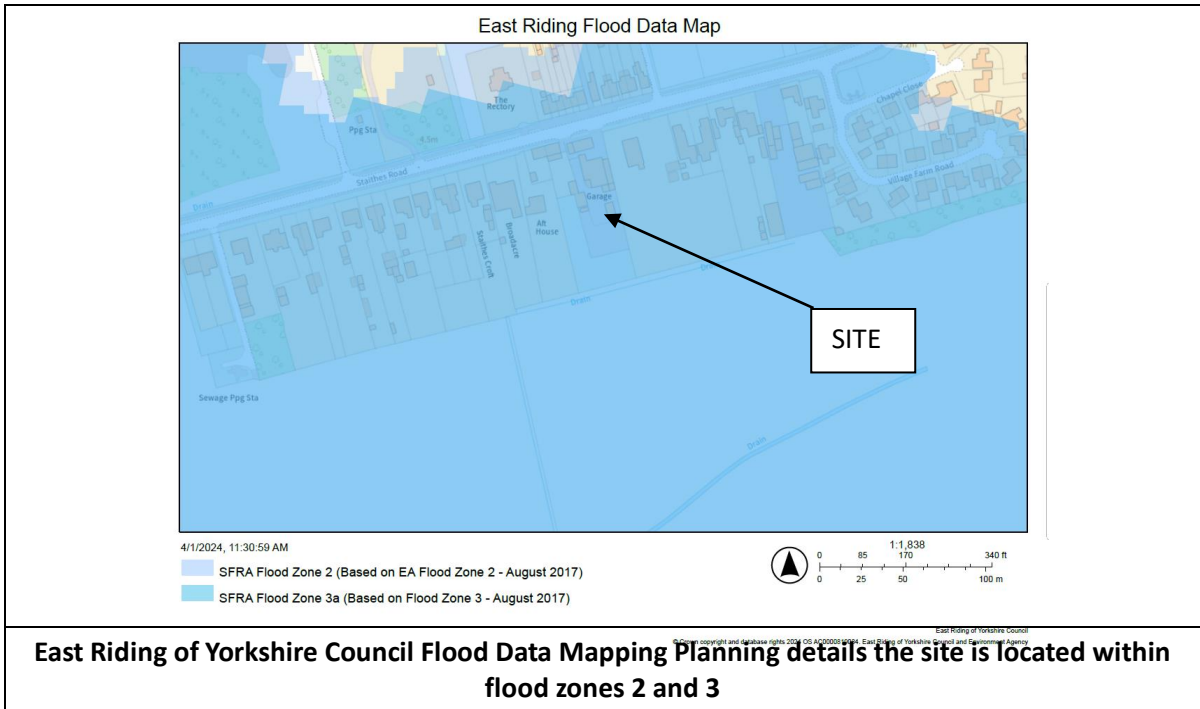 East Riding Flood Data Map
The
Rectory
Chapel Close
Ppg Sta
4.5m
Staithes Road
Village Farm Road
Garage
Drain
Aft
House
Broadacre
Staithes Croft
Drain
Drain
SITE
Sewage Ppg Sta
Drain
4/1/2024, 11:30:59 AM
SFRA Flood Zone 2 (Based on EA Flood Zone 2 - August 2017)
SFRA Flood Zone 3a (Based on Flood Zone 3 - August 2017)
1:1,838
0 85 170 340 ft
0 25 50 100 m
East Riding of Yorkshire Council
East Riding of Yorkshire Council Flood Data Mapping Planning details the site is located within
flood zones 2 and 3